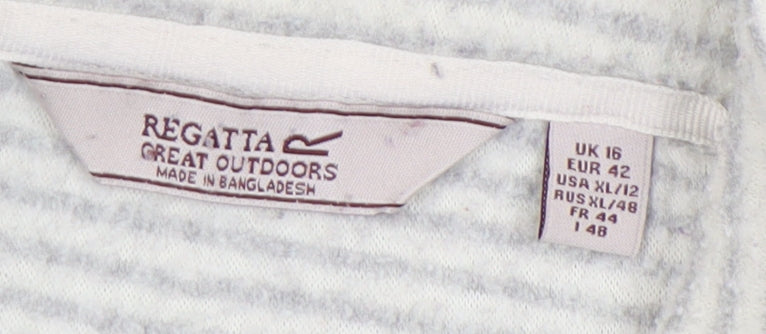 REGATTA
GREAT OUTDOORS
MADE IN BANGLADESH
UK 16
EUR 42
USA XL/12
RUS XL/48
FR 44
I 48